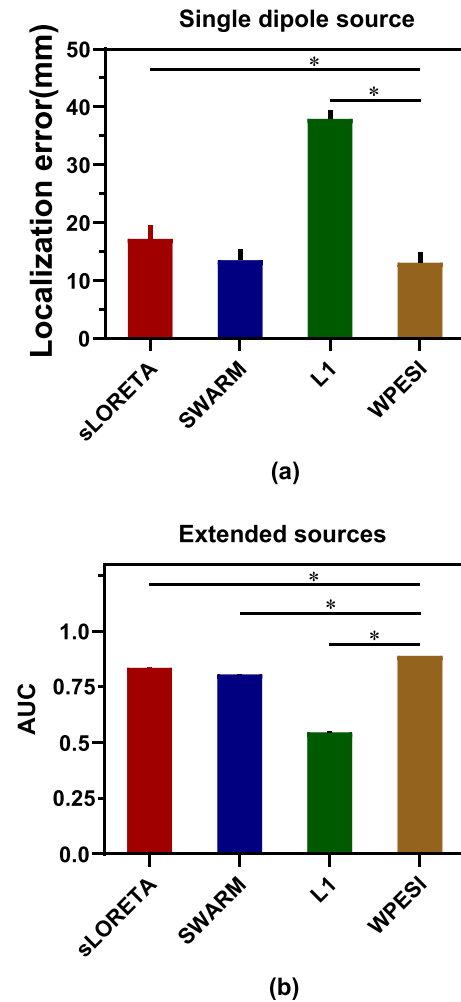 Single dipole source
Localization error(mm)
50
40
30
20
10
0
*
*
sLORETA
SWARM
L1
WPESI
(a)
Extended sources
AUC
1.0
0.75
0.5
0.25
0.0
*
*
*
sLORETA
SWARM
L1
WPESI
(b)